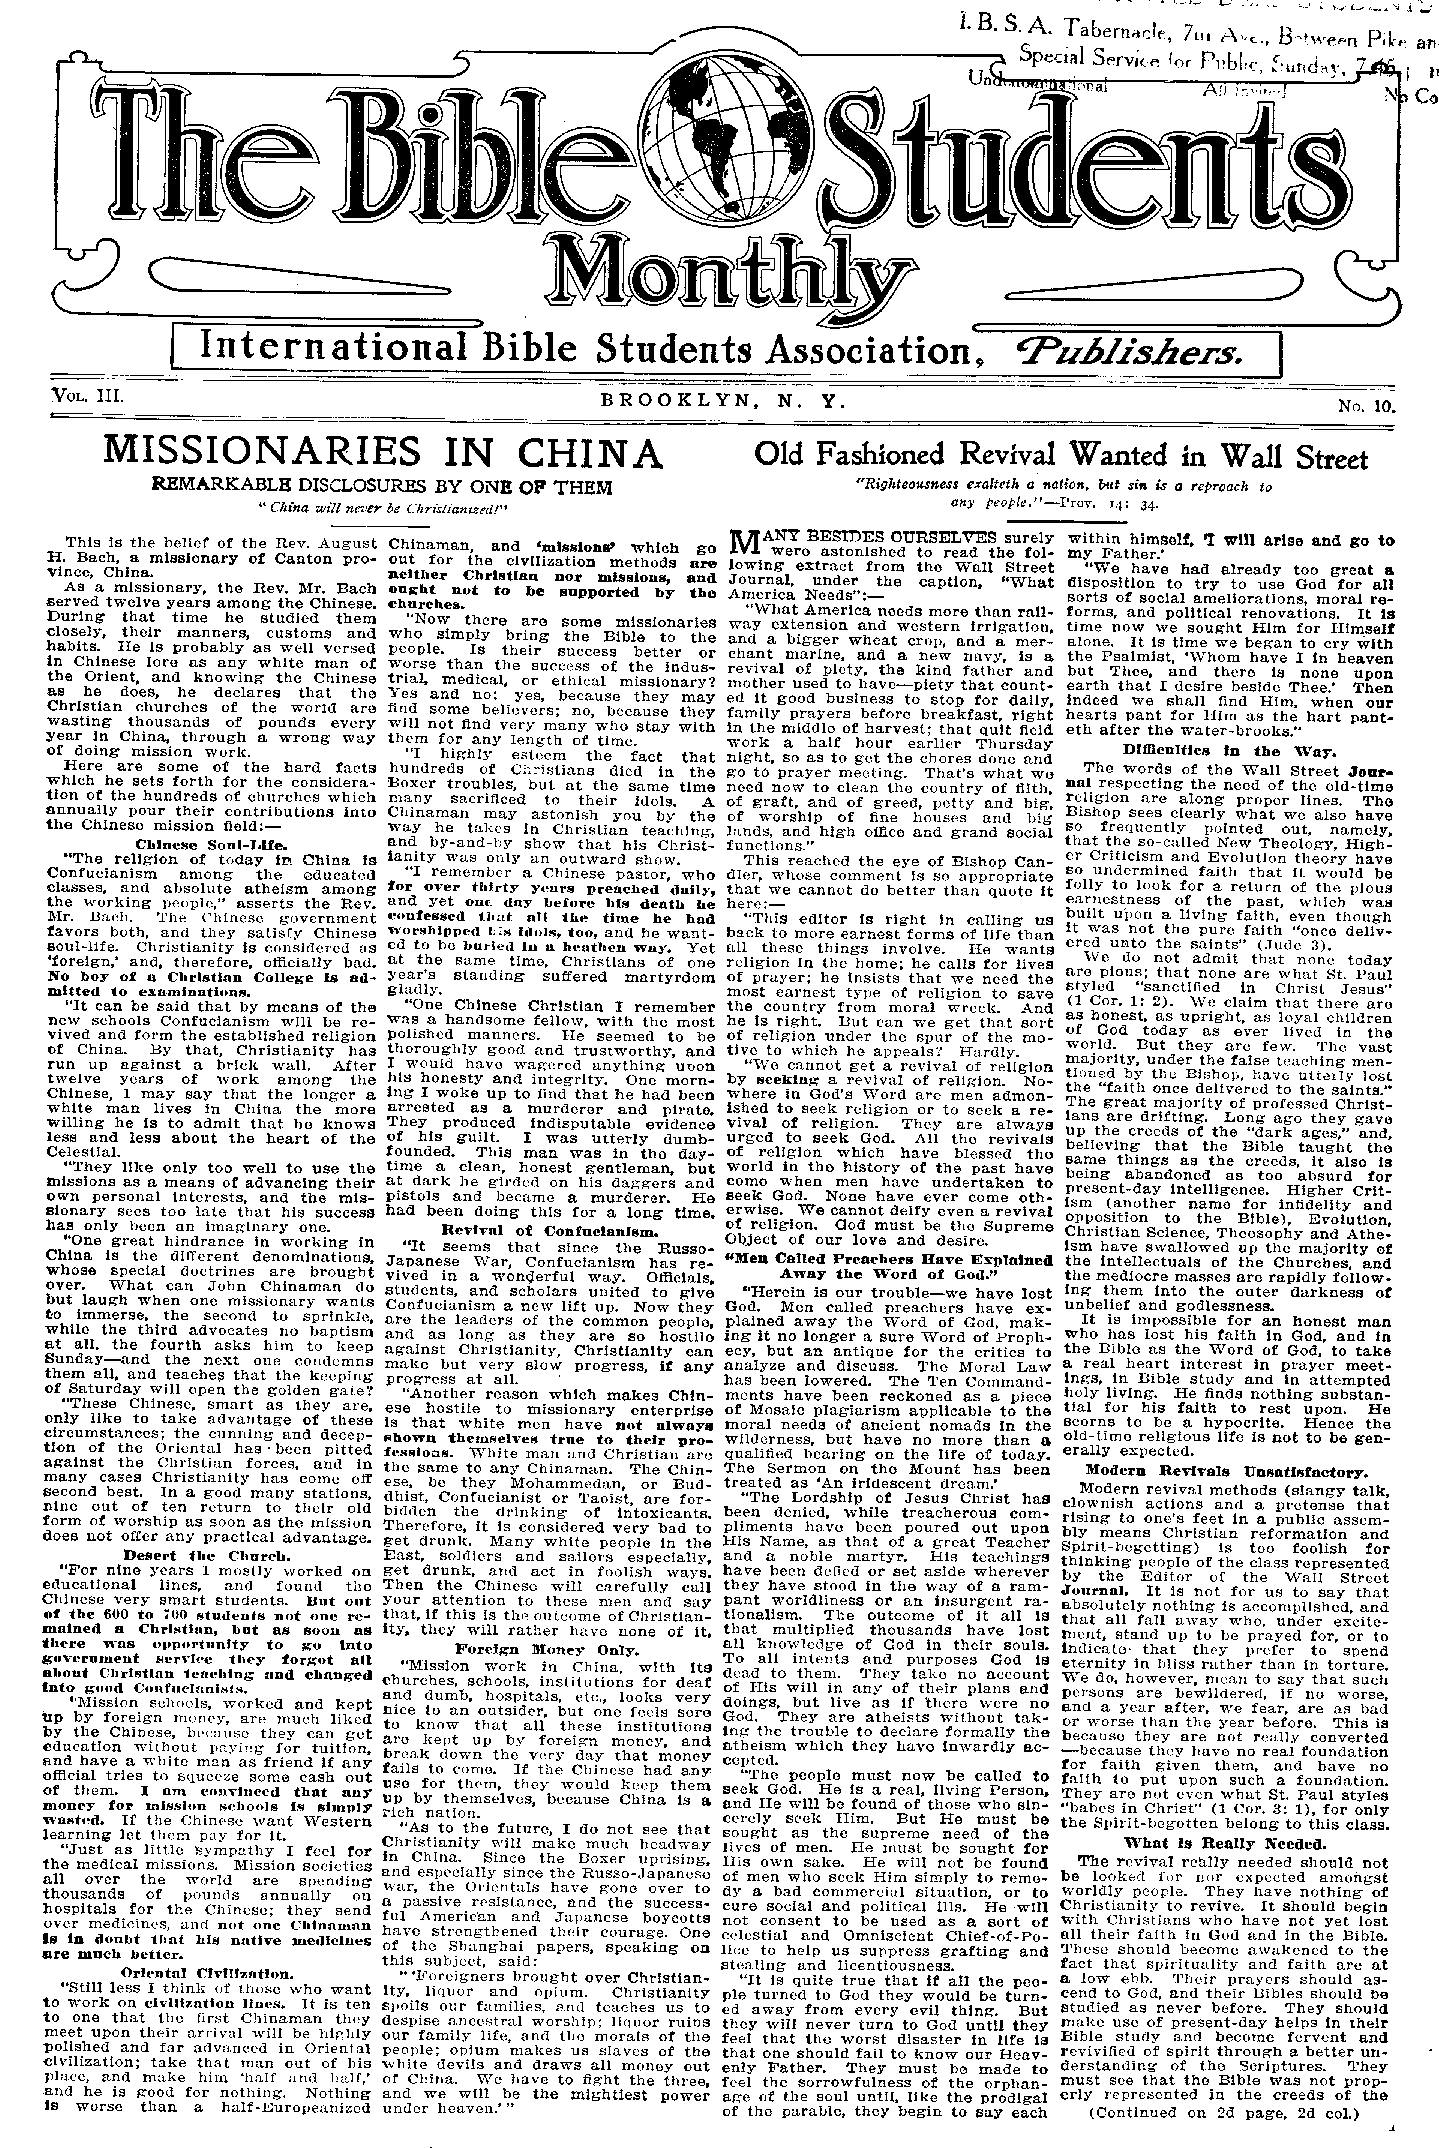 I. B. S. A. Tabernacle, 7th Ave., Between Pike an
Special Service for Public, Sunday, 7:45
Undenominational All Invited No Co
The Bible Students
Monthly
International Bible Students Association, Publishers.
VOL. III. BROOKLYN, N. Y. No. 10.
MISSIONARIES IN CHINA
REMARKABLE DISCLOSURES BY ONE OF THEM
"China will never be Christianized!"
This is the belief of the Rev. August
H. Bach, a missionary of Canton pro-
vince, China.
As a missionary, the Rev. Mr. Bach
served twelve years among the Chinese.
During that time he studied them
closely, their manners, customs and
habits. He is probably as well versed
in Chinese lore as any white man of
the Orient, and knowing the Chinese
as he does, he declares that the
Christian churches of the world are
wasting thousands of pounds every
year in China, through a wrong way
of doing mission work.
Here are some of the hard facts
which he sets forth for the considera-
tion of the hundreds of churches which
annually pour their contributions into
the Chinese mission field:—
Chinese Soul-Life.
"The religion of today in China is
Confucianism among the educated
classes, and absolute atheism among
the working people," asserts the Rev.
Mr. Bach. The Chinese government
favors both, and they satisfy Chinese
soul-life. Christianity is considered as
'foreign,' and, therefore, officially bad.
No boy of a Christian College is ad-
mitted to examinations.
"It can be said that by means of the
new schools Confucianism will be re-
vived and form the established religion
of China. By that, Christianity has
run up against a brick wall. After
twelve years of work among the
Chinese, I may say that the longer a
white man lives in China the more
willing he is to admit that he knows
less and less about the heart of the
Celestial.
"They like only too well to use the
missions as a means of advancing their
own personal interests, and the mis-
sionary sees too late that his success
has only been an imaginary one.
"One great hindrance in working in
China is the different denominations,
whose special doctrines are brought
over. What can John Chinaman do
but laugh when one missionary wants
to immerse, the second to sprinkle,
while the third advocates no baptism
at all, the fourth asks him to keep
Sunday—and the next one condemns
them all, and teaches that the keeping
of Saturday will open the golden gate?
"These Chinese, smart as they are,
only like to take advantage of these
circumstances; the cunning and decep-
tion of the Oriental has been pitted
against the Christian forces, and in
many cases Christianity has come off
second best. In a good many stations,
nine out of ten return to their old
form of worship as soon as the mission
does not offer any practical advantage.
Desert the Church.
"For nine years I mostly worked on
educational lines, and found the
Chinese very smart students. But out
of the 600 to 700 students not one re-
mained a Christian, but as soon as
there was opportunity to go into
government service they forgot all
about Christian teaching and changed
into good Confucianists.
"Mission schools, worked and kept
up by foreign money, are much liked
by the Chinese, because they can get
education without paying for tuition,
and have a white man as friend if any
official tries to squeeze some cash out
of them. I am convinced that any
money for mission schools is simply
wasted. If the Chinese want Western
learning let them pay for it.
"Just as little sympathy I feel for
the medical missions. Mission societies
all over the world are spending
thousands of pounds annually on
hospitals for the Chinese; they send
over medicines, and not one Chinaman
is in doubt that his native medicines
are much better.
Oriental Civilization.
"Still less I think of those who want
to work on civilization lines. It is ten
to one that the first Chinaman they
meet upon their arrival will be highly
polished and far advanced in Oriental
civilization; take that man out of his
place, and make him 'half and half,'
and he is good for nothing. Nothing
is worse than a half-Europeanized
Chinaman, and 'missions' which go
out for the civilization methods are
neither Christian nor missions, and
ought not to be supported by the
churches.
"Now there are some missionaries
who simply bring the Bible to the
people. Is their success better or
worse than the success of the indus-
trial, medical, or ethical missionary?
Yes and no: yes, because they may
find some believers; no, because they
will not find very many who stay with
them for any length of time.
"I highly esteem the fact that
hundreds of Christians died in the
Boxer troubles, but at the same time
many sacrificed to their idols. A
Chinaman may astonish you by the
way he takes in Christian teaching,
and by-and-by show that his Christ-
ianity was only an outward show.
"I remember a Chinese pastor, who
for over thirty years preached daily,
and yet one day before his death he
confessed that all the time he had
worshipped his idols, too, and he want-
ed to be buried in a heathen way. Yet
at the same time, Christians of one
year's standing suffered martyrdom
gladly.
"One Chinese Christian I remember
was a handsome fellow, with the most
polished manners. He seemed to be
thoroughly good and trustworthy, and
I would have wagered anything upon
his honesty and integrity. One morn-
ing I woke up to find that he had been
arrested as a murderer and pirate.
They produced indisputable evidence
of his guilt. I was utterly dumb-
founded. This man was in the day-
time a clean, honest gentleman, but
at dark he girded on his daggers and
pistols and became a murderer. He
had been doing this for a long time.
Revival of Confucianism.
"It seems that since the Russo-
Japanese War, Confucianism has re-
vived in a wonderful way. Officials,
students, and scholars united to give
Confucianism a new lift up. Now they
are the leaders of the common people,
and as long as they are so hostile
against Christianity, Christianity can
make but very slow progress, if any
progress at all.
"Another reason which makes Chin-
ese hostile to missionary enterprise
is that white men have not always
shown themselves true to their pro-
fessions. White man and Christian are
the same to any Chinaman. The Chin-
ese, be they Mohammedan, or Bud-
dhist, Confucianist or Taoist, are for-
bidden the drinking of intoxicants.
Therefore, it is considered very bad to
get drunk. Many white people in the
East, soldiers and sailors especially,
get drunk, and act in foolish ways.
Then the Chinese will carefully call
your attention to these men and say
that, if this is the outcome of Christian-
ity, they will rather have none of it.
Foreign Money Only.
"Mission work in China, with its
churches, schools, institutions for deaf
and dumb, hospitals, etc., looks very
nice to an outsider, but one feels sore
to know that all these institutions
are kept up by foreign money, and
break down the very day that money
fails to come. If the Chinese had any
use for them, they would keep them
up by themselves, because China is a
rich nation.
"As to the future, I do not see that
Christianity will make much headway
in China. Since the Boxer uprising,
and especially since the Russo-Japanese
war, the Orientals have gone over to
a passive resistance, and the success-
ful American and Japanese boycotts
have strengthened their courage. One
of the Shanghai papers, speaking on
this subject, said:
"'Foreigners brought over Christian-
ity, liquor and opium. Christianity
spoils our families, and teaches us to
despise ancestral worship; liquor ruins
our family life, and the morals of the
people; opium makes us slaves of the
white devils and draws all money out
of China. We have to fight the three,
and we will be the mightiest power
under heaven.'"
Old Fashioned Revival Wanted in Wall Street
"Righteousness exalteth a nation, but sin is a reproach to
any people."—Prov. 14: 34.
MANY BESIDES OURSELVES surely
were astonished to read the fol-
lowing extract from the Wall Street
Journal, under the caption, "What
America Needs":—
"What America needs more than rail-
way extension and western irrigation,
and a bigger wheat crop, and a mer-
chant marine, and a new navy, is a
revival of piety, the kind father and
mother used to have—piety that count-
ed it good business to stop for daily,
family prayers before breakfast, right
in the middle of harvest; that quit field
work a half hour earlier Thursday
night, so as to get the chores done and
go to prayer meeting. That's what we
need now to clean the country of filth,
of graft, and of greed, petty and big,
of worship of fine houses and big
lands, and high office and grand social
functions."
This reached the eye of Bishop Can-
dler, whose comment is so appropriate
that we cannot do better than quote it
here:—
"This editor is right in calling us
back to more earnest forms of life than
all these things involve. He wants
religion in the home; he calls for lives
of prayer; he insists that we need the
most earnest type of religion to save
the country from moral wreck. And
he is right. But can we get that sort
of religion under the spur of the mo-
tive to which he appeals? Hardly.
"We cannot get a revival of religion
by seeking a revival of religion. No-
where in God's Word are men admon-
ished to seek religion or to seek a re-
vival of religion. They are always
urged to seek God. All the revivals
of religion which have blessed the
world in the history of the past have
come when men have undertaken to
seek God. None have ever come oth-
erwise. We cannot deify even a revival
of religion. God must be the Supreme
Object of our love and desire.
"Men Called Preachers Have Explained
Away the Word of God."
"Herein is our trouble—we have lost
God. Men called preachers have ex-
plained away the Word of God, mak-
ing it no longer a sure Word of Proph-
ecy, but an antique for the critics to
analyze and discuss. The Moral Law
has been lowered. The Ten Command-
ments have been reckoned as a piece
of Mosaic plagiarism applicable to the
moral needs of ancient nomads in the
wilderness, but have no more than a
qualified bearing on the life of today.
The Sermon on the Mount has been
treated as 'An iridescent dream.'
"The Lordship of Jesus Christ has
been denied, while treacherous com-
pliments have been poured out upon
His Name, as that of a great Teacher
and a noble martyr. His teachings
have been defied or set aside wherever
they have stood in the way of a ram-
pant worldliness or an insurgent ra-
tionalism. The outcome of it all is
that multiplied thousands have lost
all knowledge of God in their souls.
To all intents and purposes God is
dead to them. They take no account
of His will in any of their plans and
doings, but live as if there were no
God. They are atheists without tak-
ing the trouble to declare formally the
atheism which they have inwardly ac-
cepted.
"The people must now be called to
seek God. He is a real, living Person,
and He will be found of those who sin-
cerely seek Him. But He must be
sought as the supreme need of the
lives of men. He must be sought for
His own sake. He will not be found
of men who seek Him simply to reme-
dy a bad commercial situation, or to
cure social and political ills. He will
not consent to be used as a sort of
celestial and Omniscient Chief-of-Po-
lice to help us suppress grafting and
stealing and licentiousness.
"It is quite true that if all the peo-
ple turned to God they would be turn-
ed away from every evil thing. But
they will never turn to God until they
feel that the worst disaster in life is
that one should fail to know our Heav-
enly Father. They must be made to
feel the sorrowfulness of the orphan-
age of the soul until, like the prodigal
of the parable, they begin to say each
within himself, 'I will arise and go to
my Father.'
"We have had already too great a
disposition to try to use God for all
sorts of social ameliorations, moral re-
forms, and political renovations. It is
time now we sought Him for Himself
alone. It is time we began to cry with
the Psalmist, 'Whom have I in heaven
but Thee, and there is none upon
earth that I desire beside Thee.' Then
indeed we shall find Him, when our
hearts pant for Him as the hart pant-
eth after the water-brooks."
Difficulties in the Way.
The words of the Wall Street Jour-
nal respecting the need of the old-time
religion are along proper lines. The
Bishop sees clearly what we also have
so frequently pointed out, namely,
that the so-called New Theology, High-
er Criticism and Evolution theory have
so undermined faith that it would be
folly to look for a return of the pious
earnestness of the past, which was
built upon a living faith, even though
it was not the pure faith "once deliv-
ered unto the saints" (Jude 3).
We do not admit that none today
are pious; that none are what St. Paul
styled "sanctified in Christ Jesus"
(1 Cor. 1: 2). We claim that there are
as honest, as upright, as loyal children
of God today as ever lived in the
world. But they are few. The vast
majority, under the false teaching men-
tioned by the Bishop, have utterly lost
the "faith once delivered to the saints."
The great majority of professed Christ-
ians are drifting. Long ago they gave
up the creeds of the "dark ages," and,
believing that the Bible taught the
same things as the creeds, it also is
being abandoned as too absurd for
present-day intelligence. Higher Crit-
ism (another name for infidelity and
opposition to the Bible), Evolution,
Christian Science, Theosophy and Athe-
ism have swallowed up the majority of
the intellectuals of the Churches, and
the mediocre masses are rapidly follow-
ing them into the outer darkness of
unbelief and godlessness.
It is impossible for an honest man
who has lost his faith in God, and in
the Bible as the Word of God, to take
a real heart interest in prayer meet-
ings, in Bible study and in attempted
holy living. He finds nothing substan-
tial for his faith to rest upon. He
scorns to be a hypocrite. Hence the
old-time religious life is not to be gen-
erally expected.
Modern Revivals Unsatisfactory.
Modern revival methods (slangy talk,
clownish actions and a pretense that
rising to one's feet in a public assem-
bly means Christian reformation and
Spirit-begetting) is too foolish for
thinking people of the class represented
by the Editor of the Wall Street
Journal. It is not for us to say that
absolutely nothing is accomplished, and
that all fall away who, under excite-
ment, stand up to be prayed for, or to
indicate that they prefer to spend
eternity in bliss rather than in torture.
We do, however, mean to say that such
persons are bewildered, if no worse,
and a year after, we fear, are as bad
or worse than the year before. This is
because they are not really converted
—because they have no real foundation
for faith given them, and have no
faith to put upon such a foundation.
They are not even what St. Paul styles
"babes in Christ" (1 Cor. 3: 1), for only
the Spirit-begotten belong to this class.
What Is Really Needed.
The revival really needed should not
be looked for nor expected amongst
worldly people. They have nothing of
Christianity to revive. It should begin
with Christians who have not yet lost
all their faith in God and in the Bible.
These should become awakened to the
fact that spirituality and faith are at
a low ebb. Their prayers should as-
cend to God, and their Bibles should be
studied as never before. They should
make use of present-day helps in their
Bible study and become fervent and
revivified of spirit through a better un-
derstanding of the Scriptures. They
must see that the Bible was not prop-
erly represented in the creeds of the
(Continued on 2d page, 2d col.)